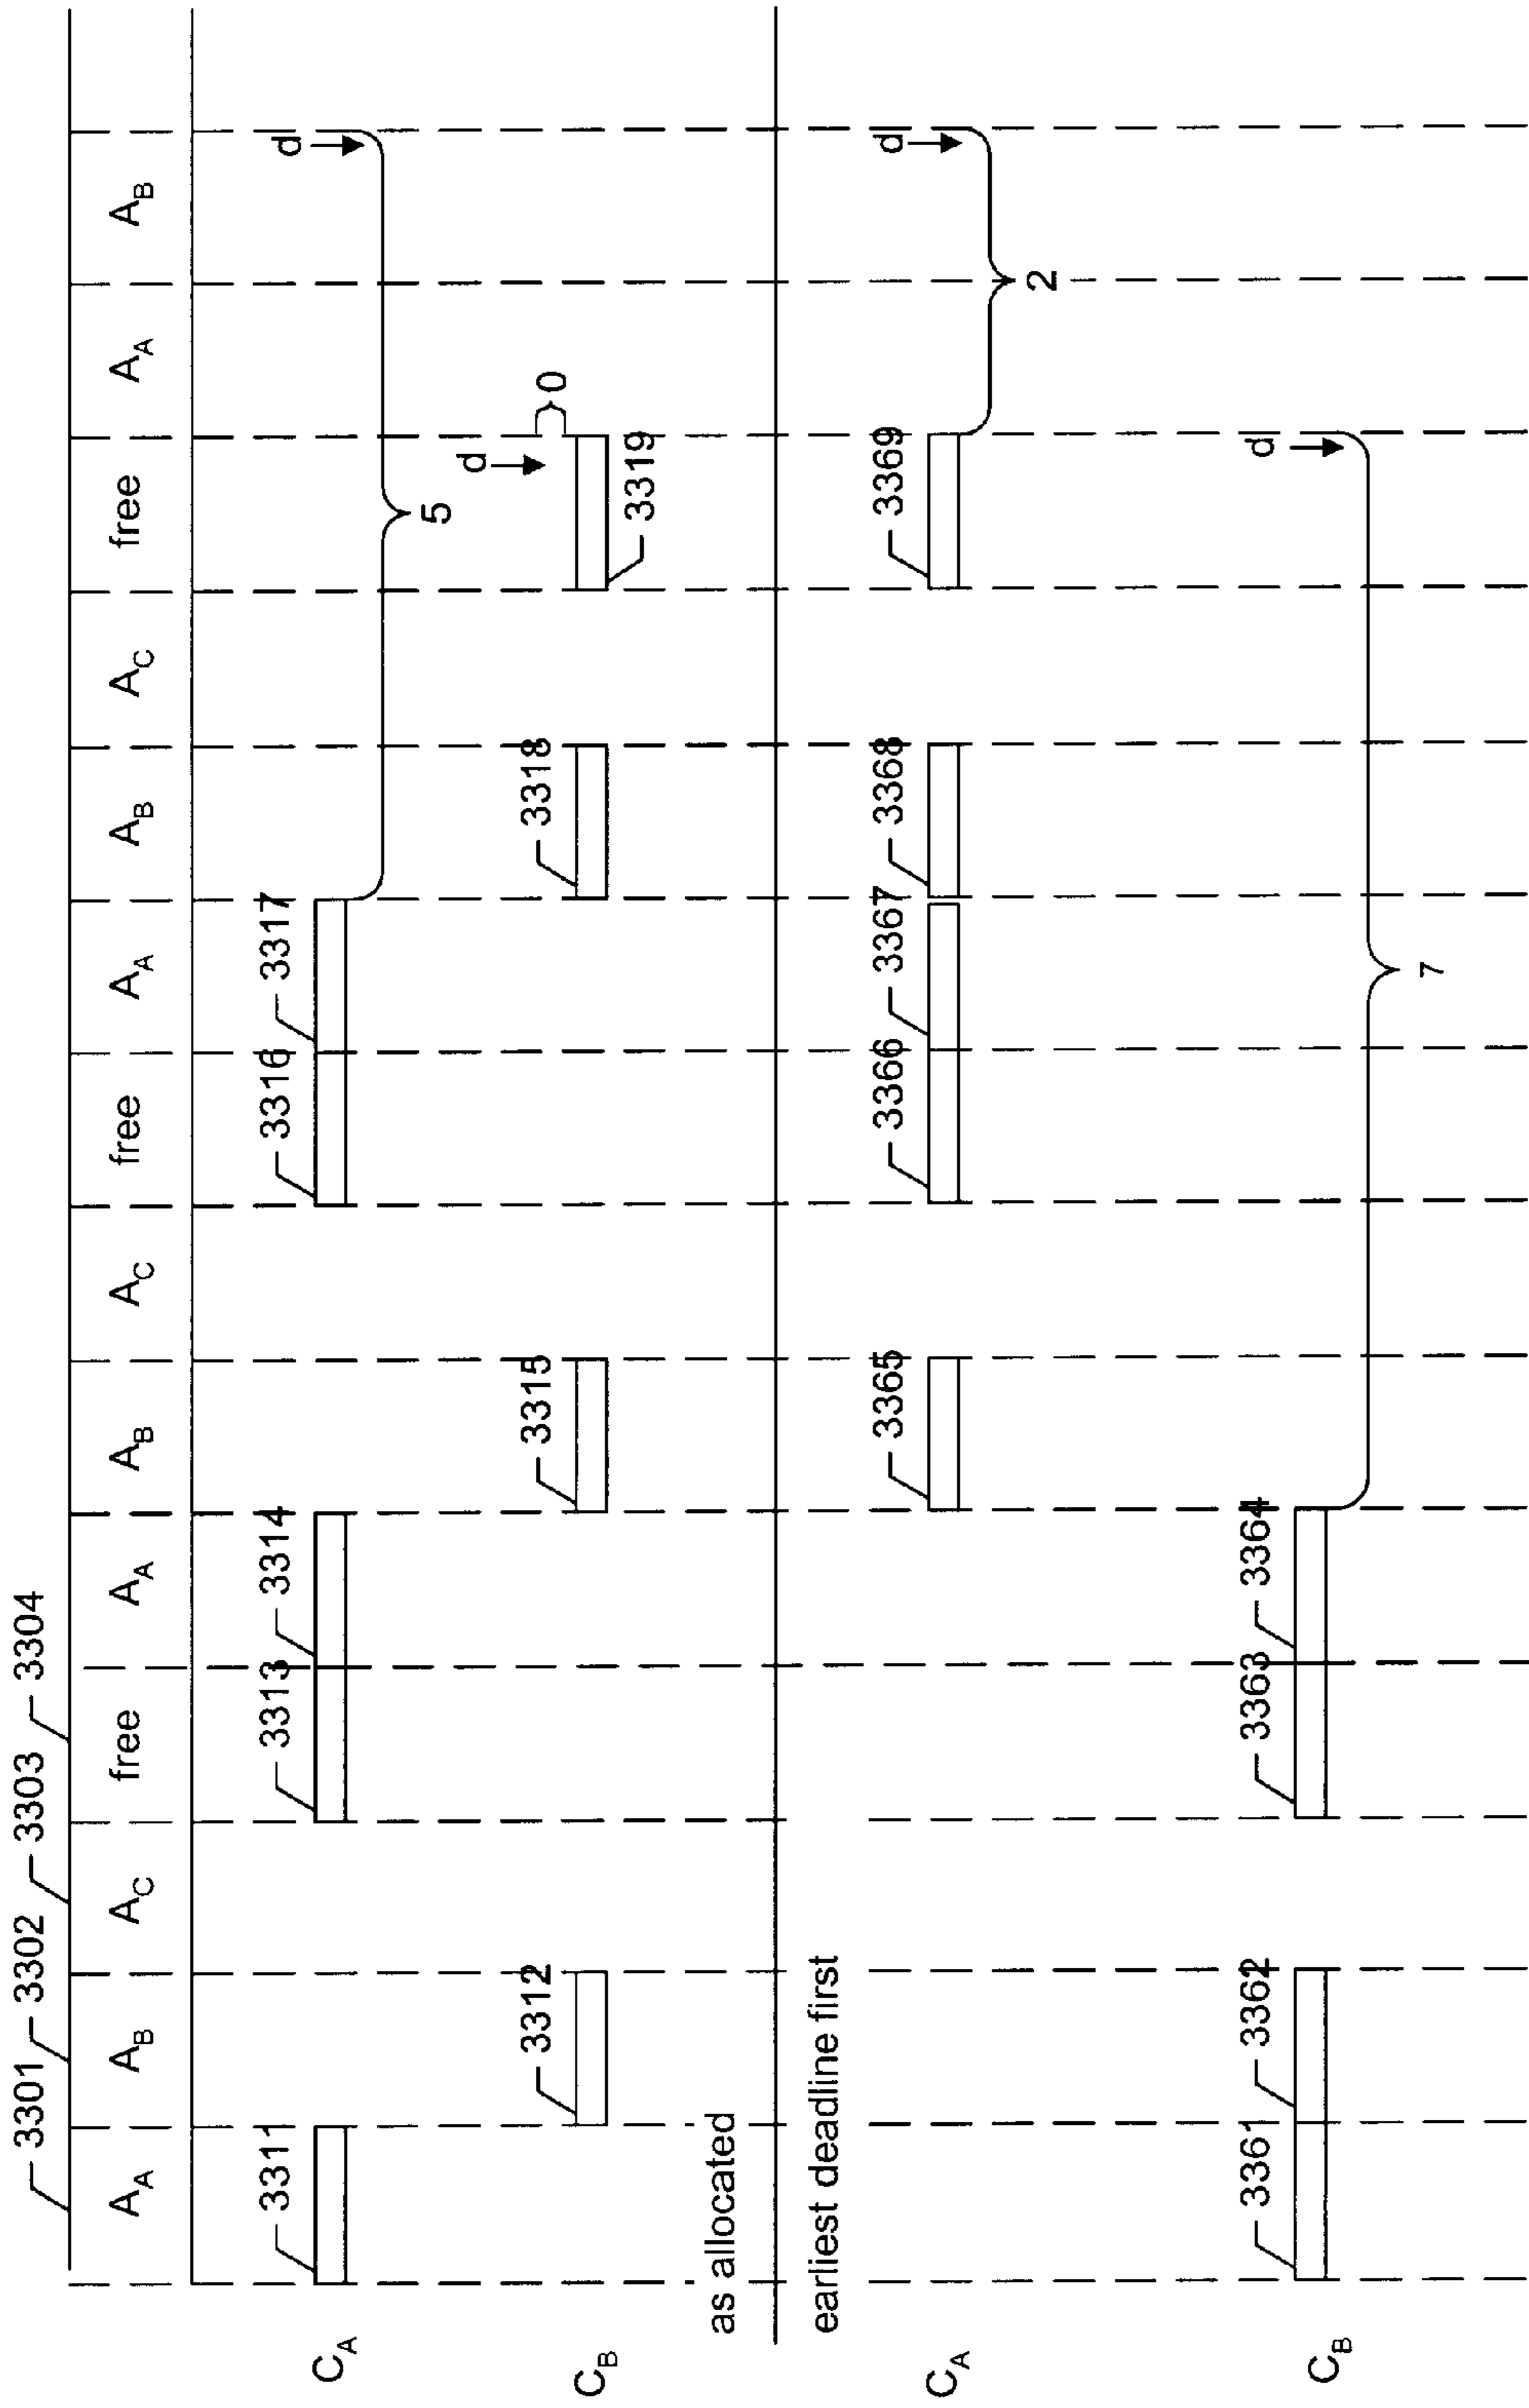 3301 3302 3303 3304
A_A A_B A_C free A_A A_B A_C free A_A A_B A_C free A_A A_B
C_A 3311 3313 3314 3316 3317 d
5
C_B 3312 3315 3318 d 0
3319
as allocated
earliest deadline first
C_A 3365 3366 3367 3368 3369 d
2
C_B 3361 3362 3363 3364 d
7